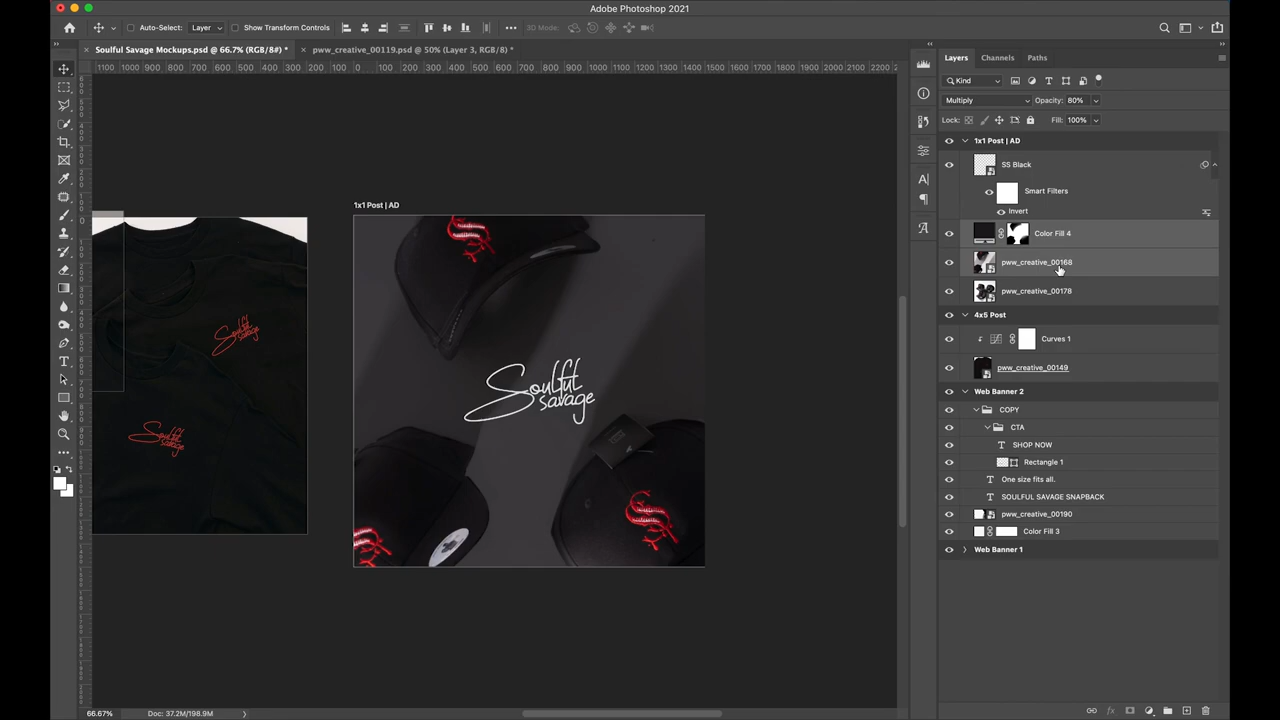 Adobe Photoshop 2021
Auto-Select: Layer Show Transform Controls 3D Mode:
Soulful Savage Mockups.psd @ 66.7% (RGB/8#) * pww_creative_00119.psd @ 50% (Layer 3, RGB/8) *
1100 1000 900 800 700 600 500 400 300 200 100 0 100 200 300 400 500 600 700 800 900 1000 1100 1200 1300 1400 1500 1600 1700 1800 1900 2000 2100 2200
Layers Channels Paths
Kind
Multiply Opacity: 80%
Lock: Fill: 100%
1x1 Post | AD
SS Black
Smart Filters
Invert
Color Fill 4
pww_creative_00168
pww_creative_00178
4x5 Post
Curves 1
pww_creative_00149
Web Banner 2
COPY
CTA
SHOP NOW
Rectangle 1
One size fits all.
SOULFUL SAVAGE SNAPBACK
pww_creative_00190
Color Fill 3
Web Banner 1
1x1 Post | AD
Soulful
savage
Soulful
savage
Soulful
savage
66.67% Doc: 37.2M/198.9M